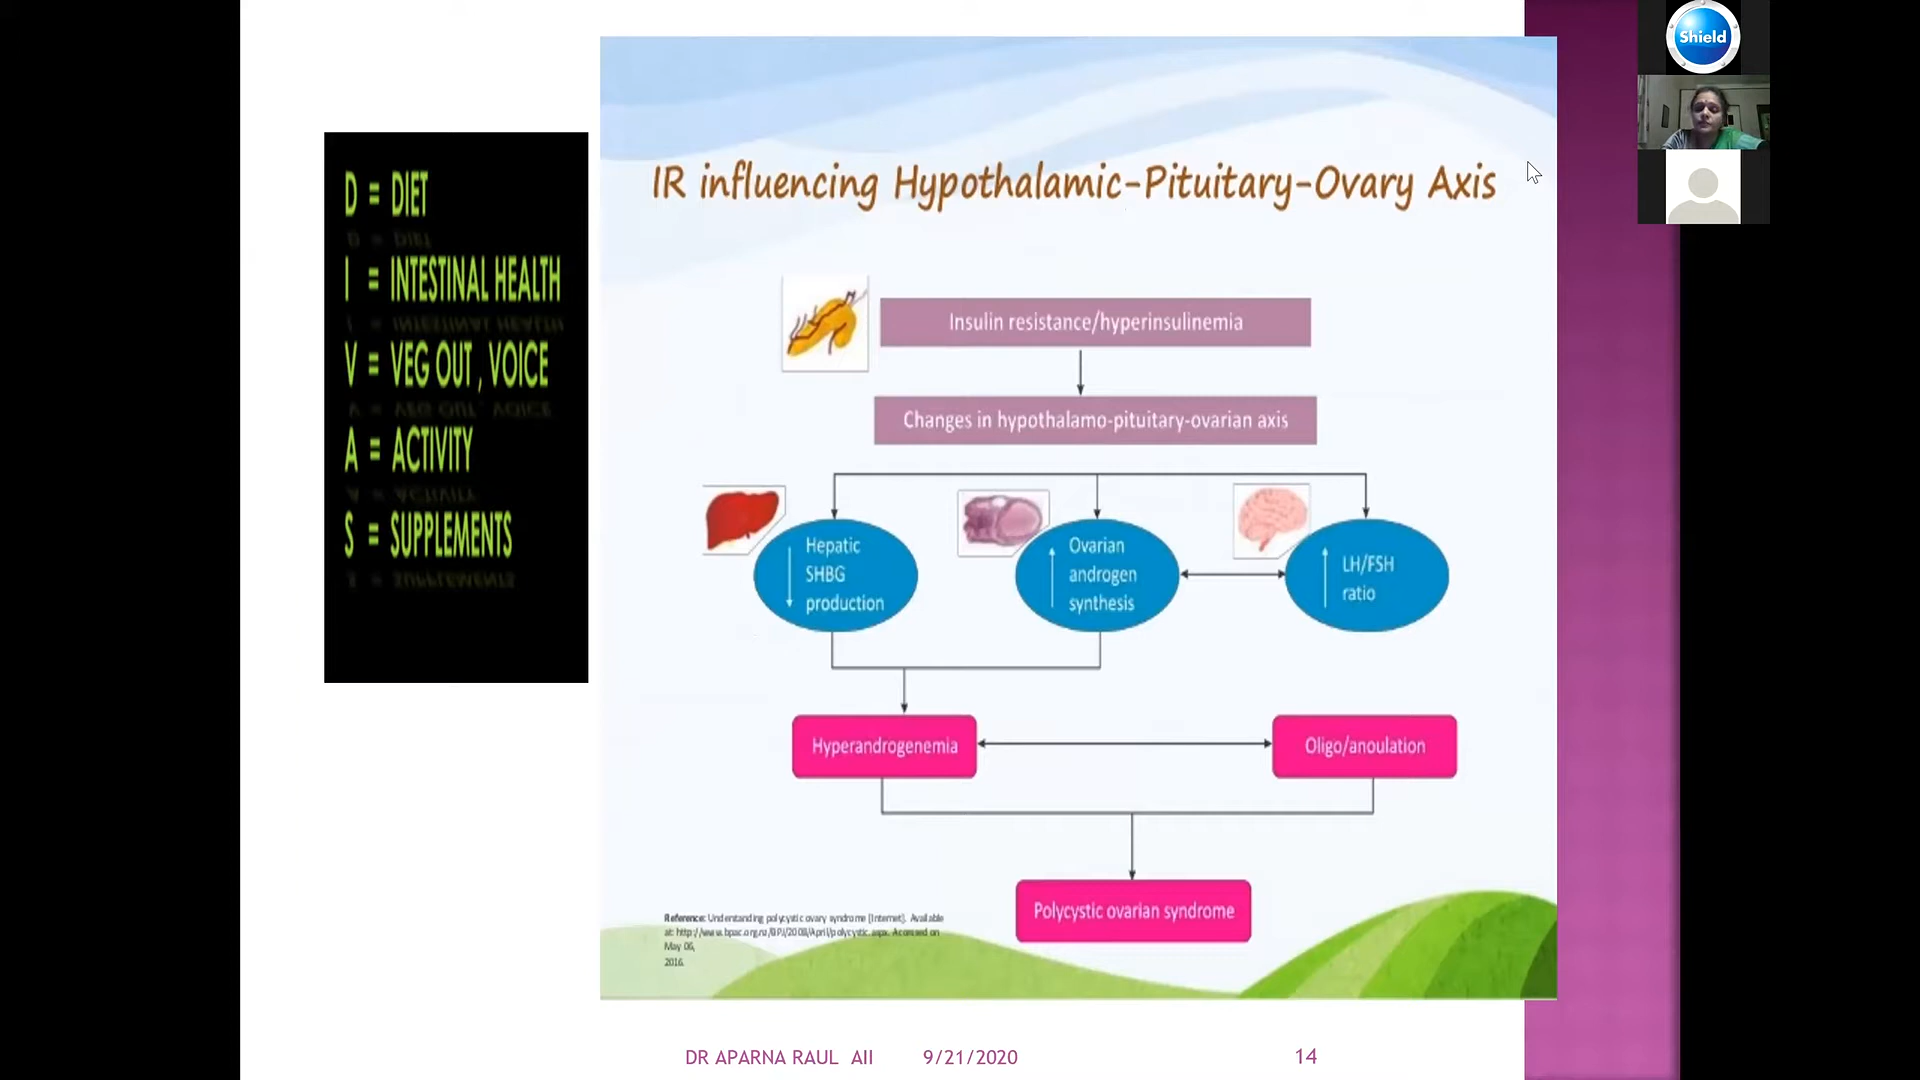 Shield
D = DIET
I = INTESTINAL HEALTH
V = VEG OUT , VOICE
A = ACTIVITY
S = SUPPLEMENTS
IR influencing Hypothalamic-Pituitary-Ovary Axis
Insulin resistance/hyperinsulinemia
Changes in hypothalamo-pituitary-ovarian axis
Hepatic
SHBG
production
Ovarian
androgen
synthesis
LH/FSH
ratio
Hyperandrogenemia
Oligo/anoulation
Polycystic ovarian syndrome
Reference: Understanding polycystic ovary syndrome [Internet]. Available
at: http://www.bpac.org.nz/BPJ/2008/April/polycystic.aspx. Accessed on
May 06,
2016.
DR APARNA RAUL AII 9/21/2020 14